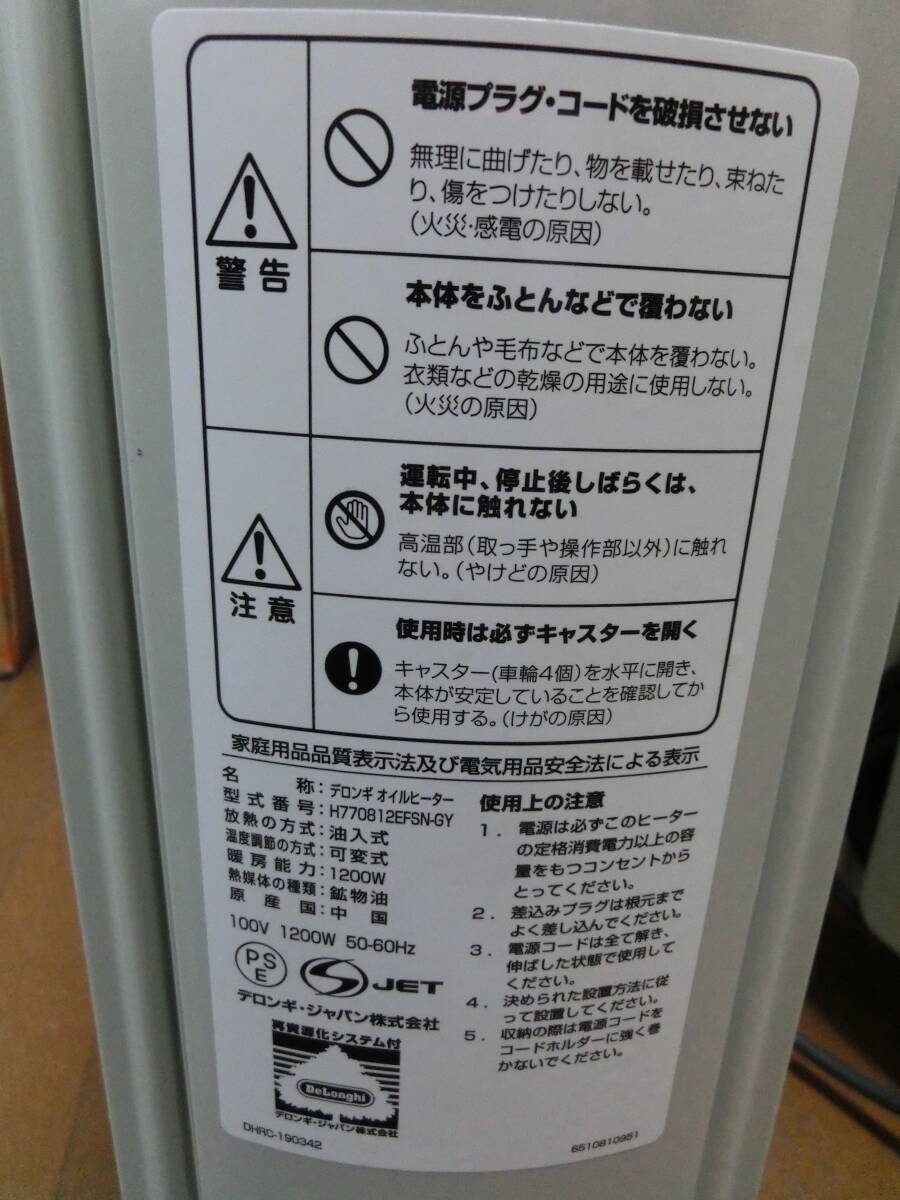 警告
電源プラグ・コードを破損させない
無理に曲げたり、物を載せたり、束ねた
り、傷をつけたりしない。
(火災・感電の原因)
本体をふとんなどで覆わない
ふとんや毛布などで本体を覆わない。
衣類などの乾燥の用途に使用しない。
(火災の原因)
注意
運転中、停止後しばらくは、
本体に触れない
高温部(取っ手や操作部以外)に触れ
ない。(やけどの原因)
使用時は必ずキャスターを開く
キャスター(車輪4個)を水平に開き、
本体が安定していることを確認してか
ら使用する。(けがの原因)
家庭用品品質表示法及び電気用品安全法による表示
名称:デロンギ オイルヒーター
型式番号:H770812EFSN-GY
放熱の方式:油入式
温度調節の方式:可変式
暖房能力:1200W
熱媒体の種類:鉱物油
原産国:中国
100V 1200W 50-60Hz
PS
E
JET
デロンギ・ジャパン株式会社
再資源化システム付
DeLonghi
デロンギ・ジャパン株式会社
DHRC-190342
使用上の注意
1. 電源は必ずこのヒーター
の定格消費電力以上の容
量をもつコンセントから
とってください。
2. 差込みプラグは根元まで
よく差し込んでください。
3. 電源コードは全て解き、
伸ばした状態で使用して
ください。
4. 決められた設置方法に従
って設置してください。
5. 収納の際は電源コードを
コードホルダーに強く巻
かないでください。
6510810951